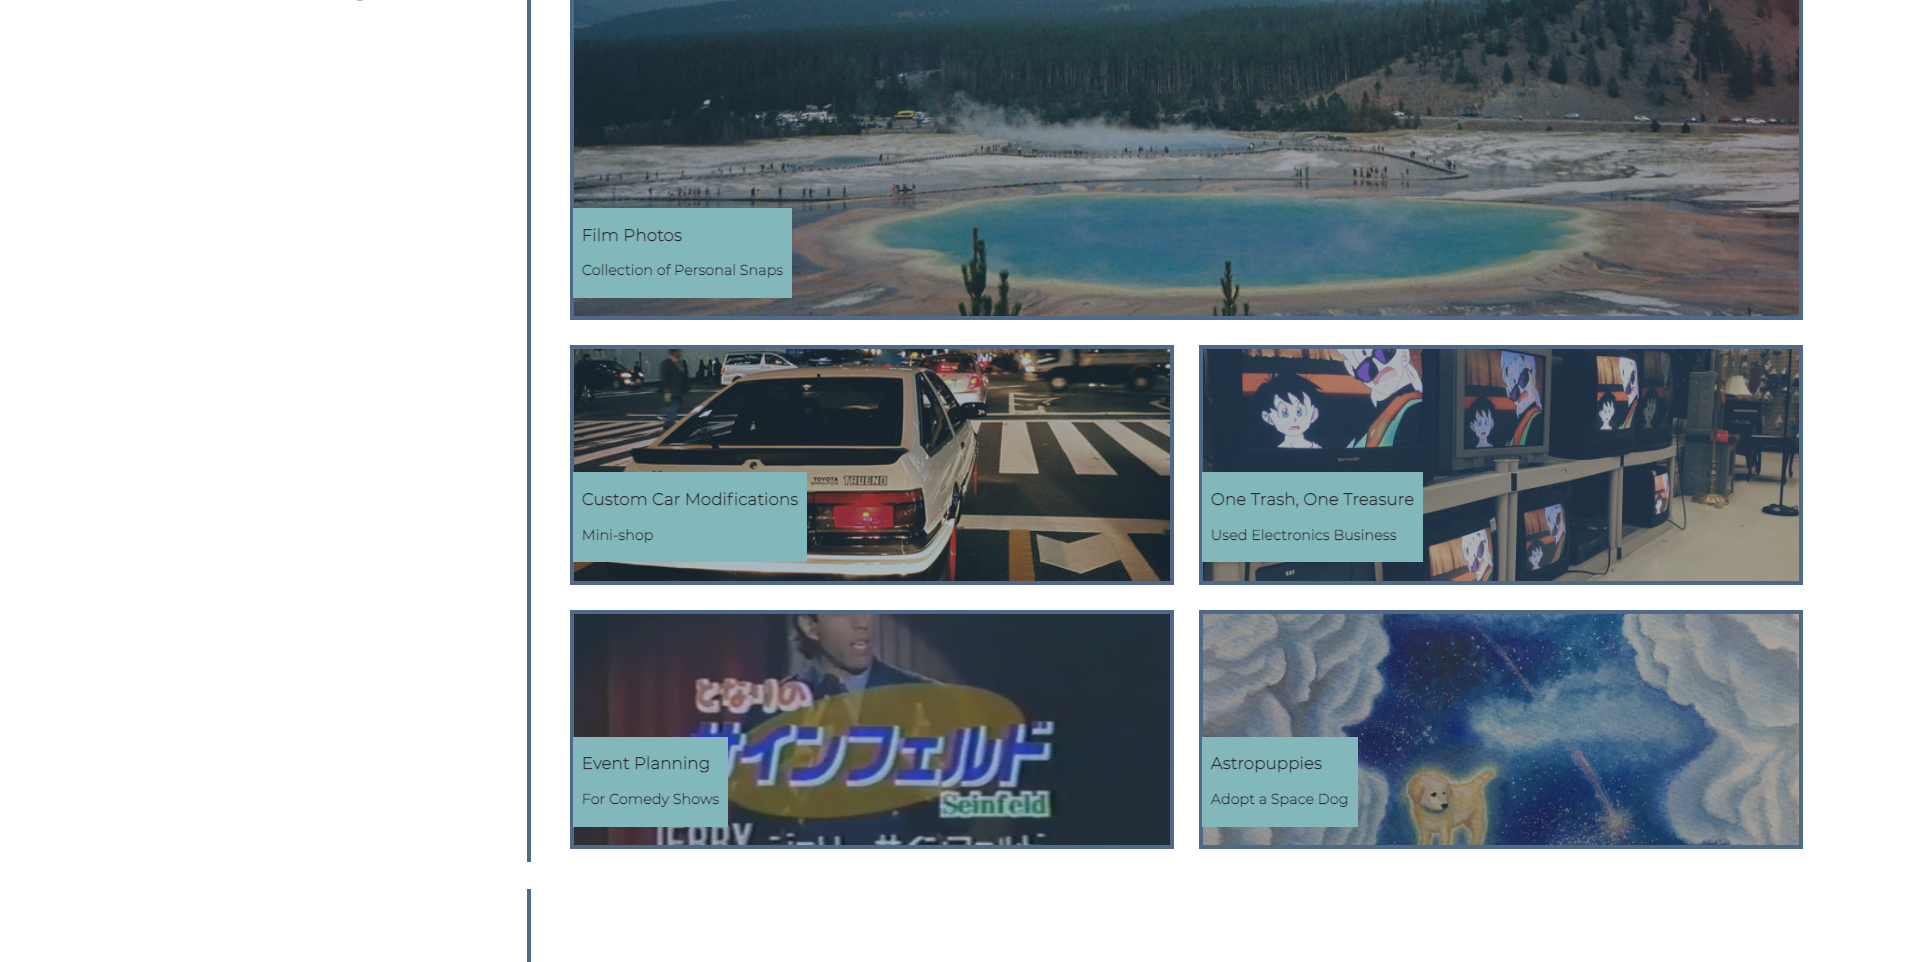 Film Photos
Collection of Personal Snaps
TOYOTA
TRUENO
Custom Car Modifications
Mini-shop
One Trash, One Treasure
Used Electronics Business
となりの
サインフェルド
Seinfeld
Event Planning
For Comedy Shows
JERRY
Astropuppies
Adopt a Space Dog